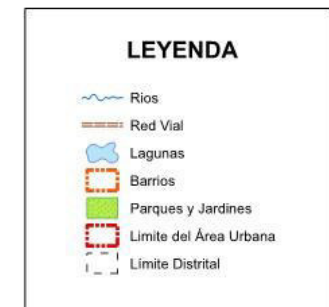 LEYENDA
Rios
Red Vial
Lagunas
Barrios
Parques y Jardines
Limite del Área Urbana
Limite Distrital